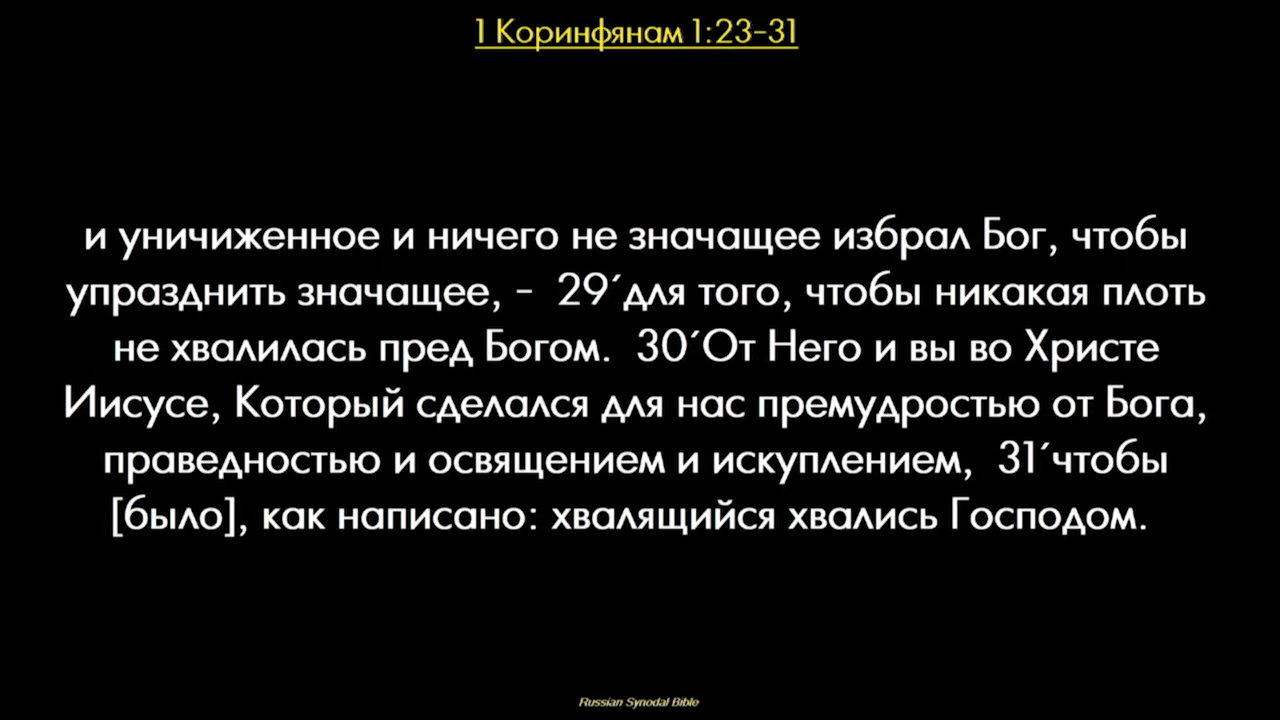 1 Коринфянам 1:23–31
и уничиженное и ничего не значащее избрал Бог, чтобы
упразднить значащее, – 29´для того, чтобы никакая плоть
не хвалилась пред Богом. 30´От Него и вы во Христе
Иисусе, Который сделался для нас премудростью от Бога,
праведностью и освящением и искуплением, 31´чтобы
[было], как написано: хвалящийся хвались Господом.
Russian Synodal Bible